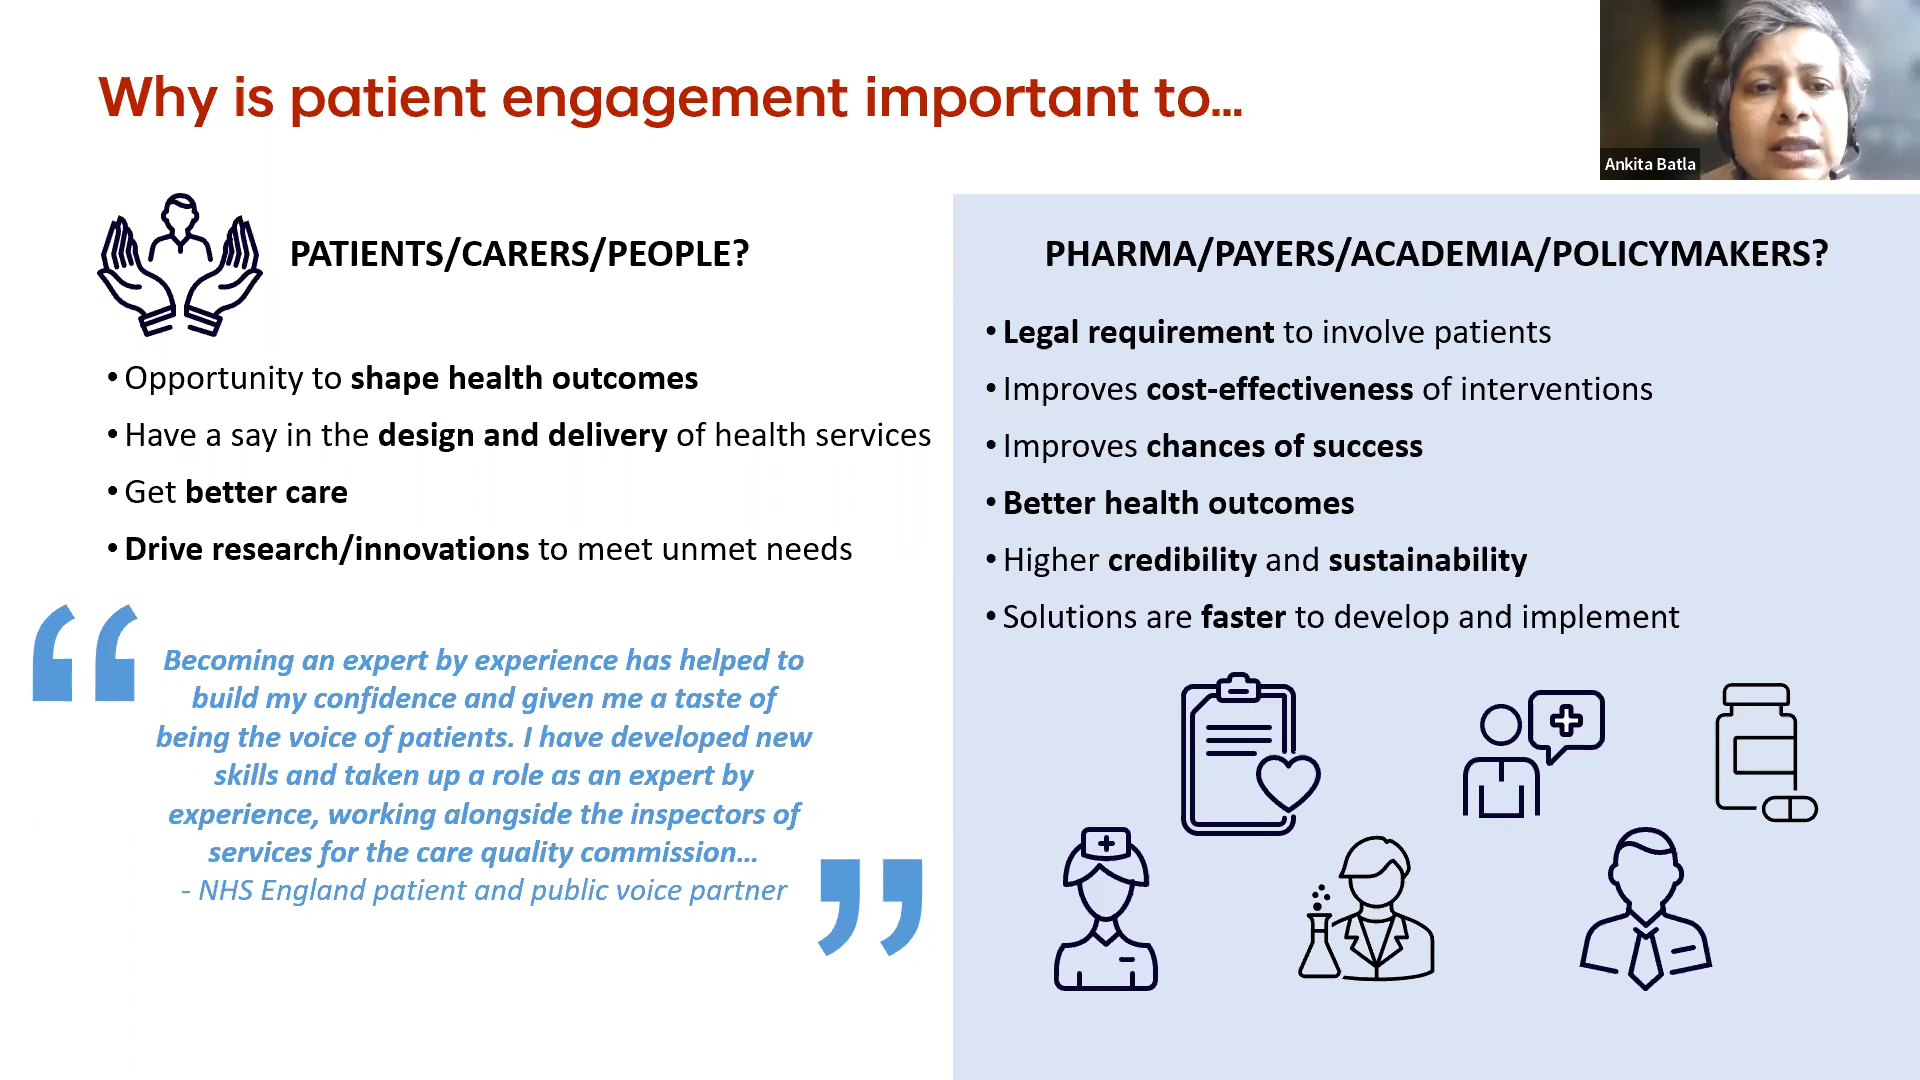 Why is patient engagement important to...
Ankita Batla
PATIENTS/CARERS/PEOPLE?
• Opportunity to shape health outcomes
• Have a say in the design and delivery of health services
• Get better care
• Drive research/innovations to meet unmet needs
“
Becoming an expert by experience has helped to
build my confidence and given me a taste of
being the voice of patients. I have developed new
skills and taken up a role as an expert by
experience, working alongside the inspectors of
services for the care quality commission...
- NHS England patient and public voice partner
”
PHARMA/PAYERS/ACADEMIA/POLICYMAKERS?
• Legal requirement to involve patients
• Improves cost-effectiveness of interventions
• Improves chances of success
• Better health outcomes
• Higher credibility and sustainability
• Solutions are faster to develop and implement